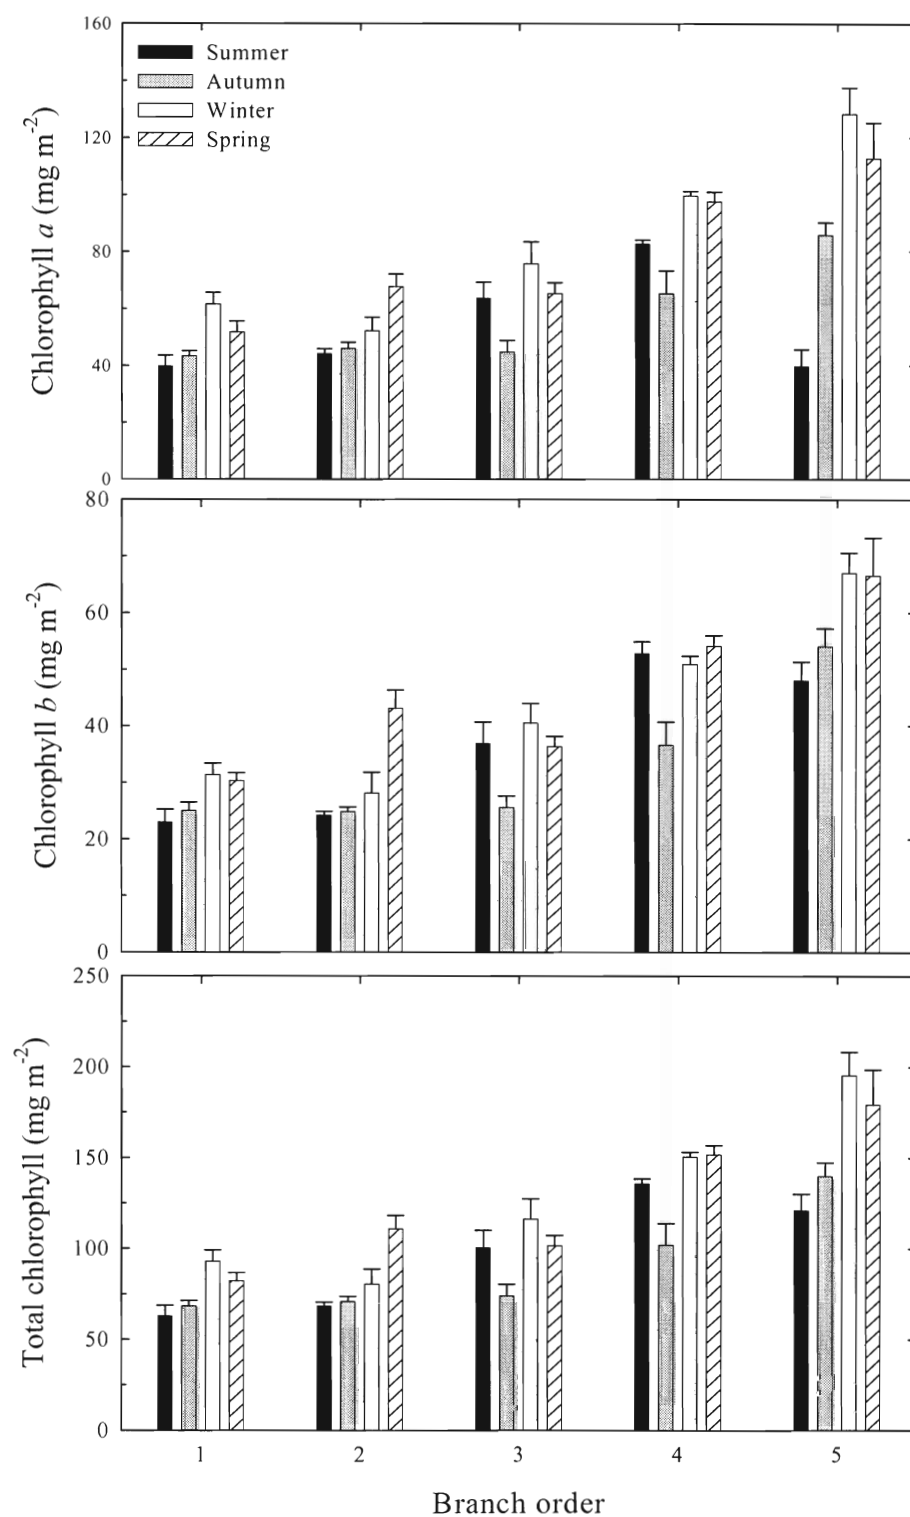 160
120
80
40
0
Chlorophyll a (mg m-2)
Summer
Autumn
Winter
Spring
80
60
40
20
0
Chlorophyll b (mg m-2)
250
200
150
100
50
0
Total chlorophyll (mg m-2)
1 2 3 4 5
Branch order